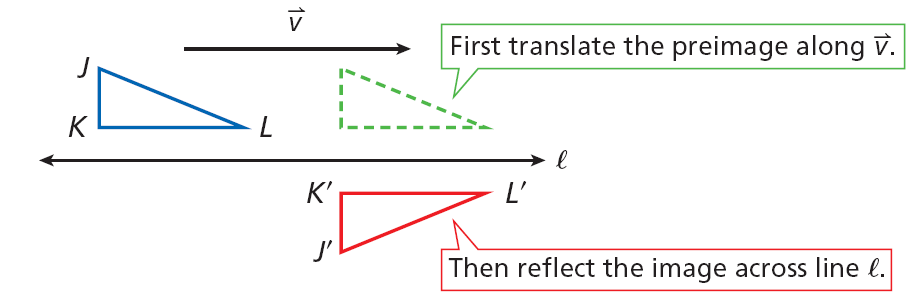 v⃗
First translate the preimage along v⃗.
J
K
L
ℓ
K′
L′
J′
Then reflect the image across line ℓ.